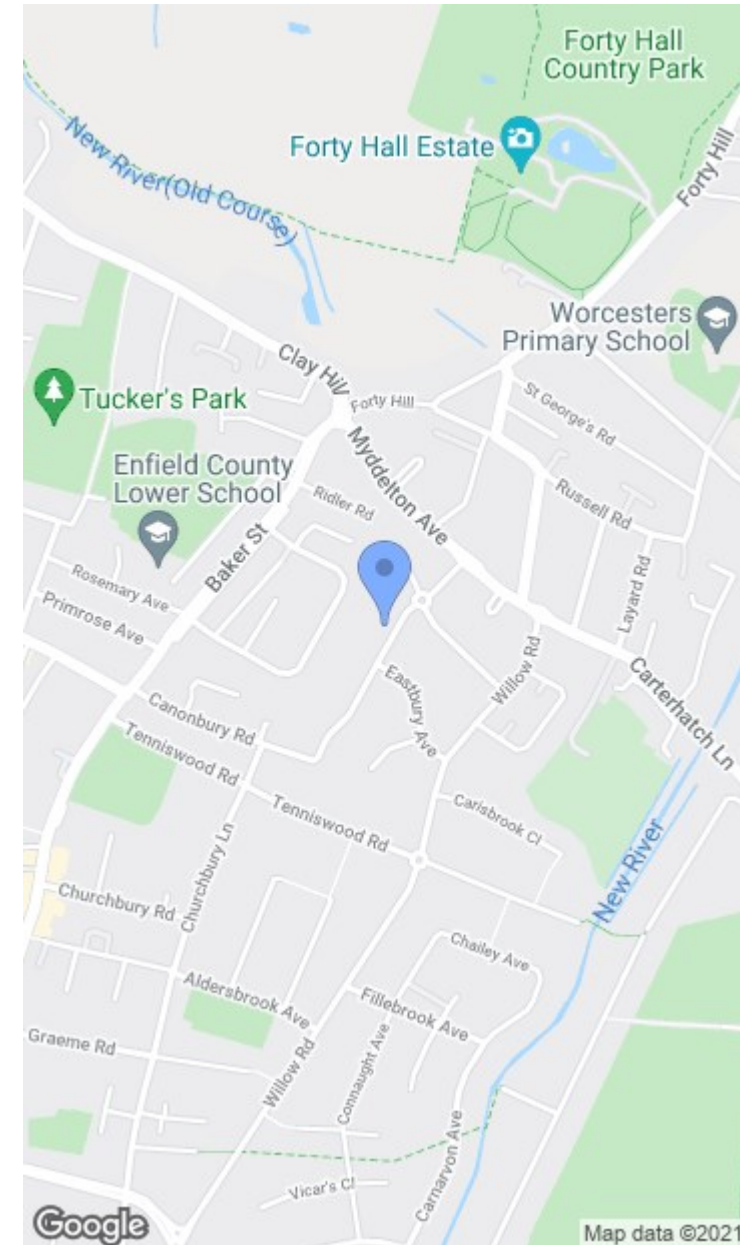 Forty Hall
Country Park
Forty Hall Estate
Forty Hill
New River(Old Course)
Worcesters
Primary School
Clay Hill
Forty Hill
St George's Rd
Tucker's Park
Myddelton Ave
Enfield County
Lower School
Ridler Rd
Russell Rd
Baker St
Layard Rd
Rosemary Ave
Primrose Ave
Willow Rd
Eastbury Ave
Carterhatch Ln
Canonbury Rd
Tenniswood Rd
Tenniswood Rd
Carisbrook Cl
New River
Churchbury Ln
Churchbury Rd
Chailey Ave
Aldersbrook Ave
Fillebrook Ave
Graeme Rd
Willow Rd
Connaught Ave
Carnarvon Ave
Vicar's Cl
Google
Map data ©2021